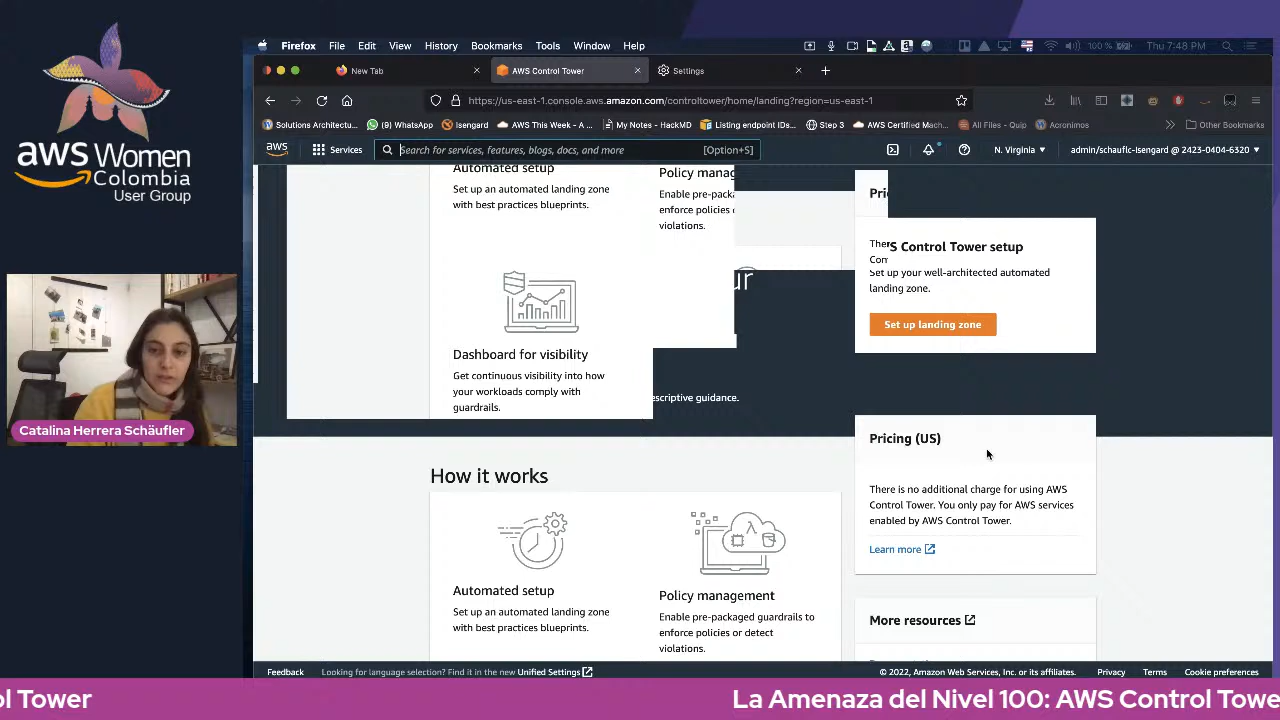 aws Women
Colombia
User Group
Catalina Herrera Schäufler
Firefox File Edit View History Bookmarks Tools Window Help
100 % Thu 7:48 PM
New Tab
AWS Control Tower
Settings
https://us-east-1.console.aws.amazon.com/controltower/home/landing?region=us-east-1
Solutions Architectu...
(9) WhatsApp
Isengard
AWS This Week - A ...
My Notes - HackMD
Listing endpoint IDs...
Step 3
AWS Certified Mach...
All Files - Quip
Acronimos
Other Bookmarks
aws
Services
Search for services, features, blogs, docs, and more
[Option+S]
N. Virginia
admin/schauflc-isengard @ 2423-0404-6320
Automated setup
Set up an automated landing zone
with best practices blueprints.
Policy manag
Enable pre-packa
enforce policies
violations.
Dashboard for visibility
Get continuous visibility into how
your workloads comply with
guardrails.
ur
escriptive guidance.
Pri
Ther
Com
S Control Tower setup
Set up your well-architected automated
landing zone.
Set up landing zone
Pricing (US)
There is no additional charge for using AWS
Control Tower. You only pay for AWS services
enabled by AWS Control Tower.
Learn more
More resources
How it works
Automated setup
Set up an automated landing zone
with best practices blueprints.
Policy management
Enable pre-packaged guardrails to
enforce policies or detect
violations.
Feedback
Looking for language selection? Find it in the new Unified Settings
© 2022, Amazon Web Services, Inc. or its affiliates.
Privacy
Terms
Cookie preferences
ol Tower
La Amenaza del Nivel 100: AWS Control Towe